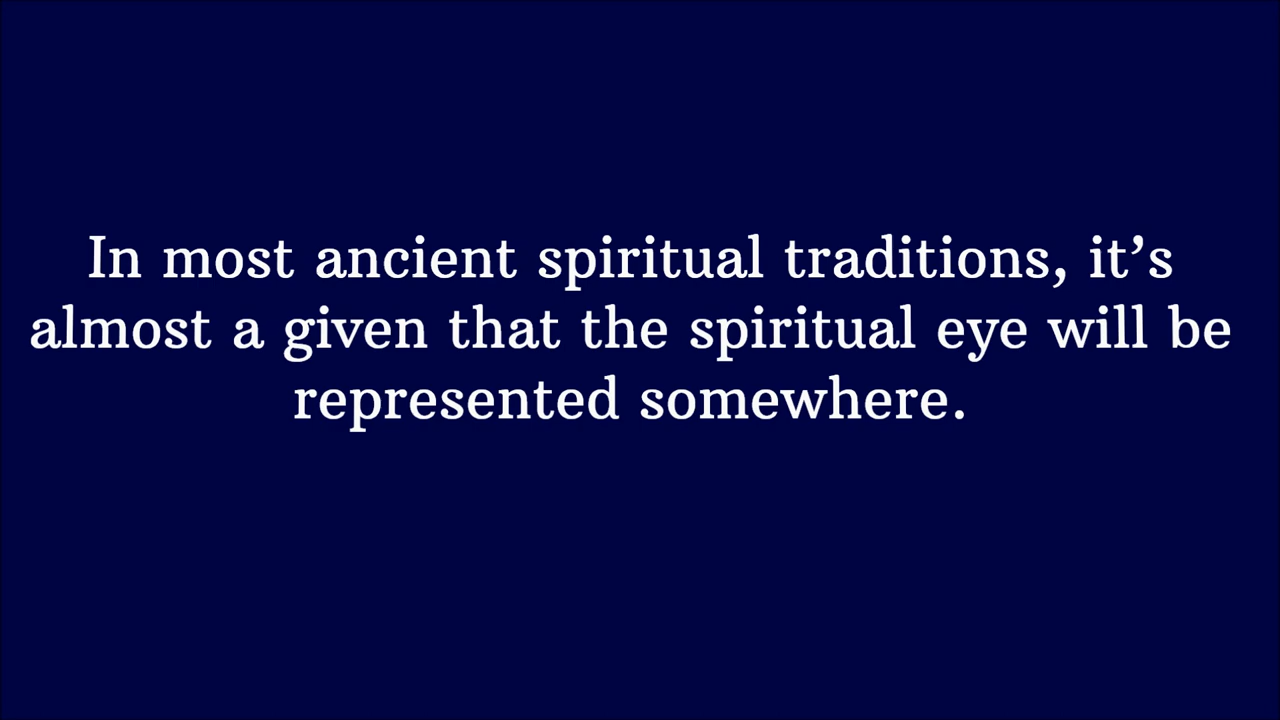 In most ancient spiritual traditions, it’s
almost a given that the spiritual eye will be
represented somewhere.